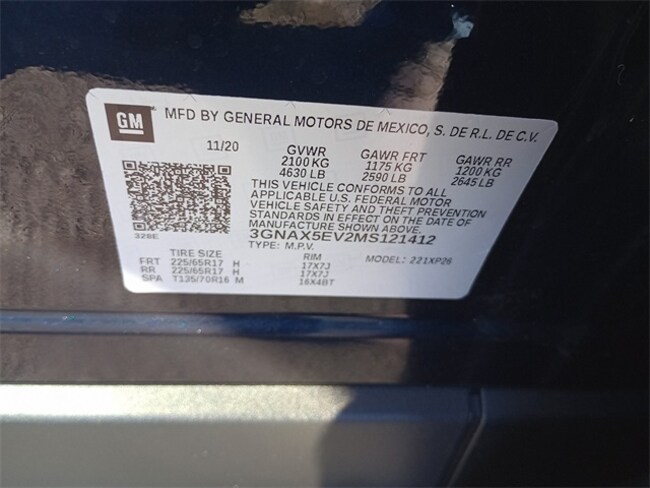 GM MFD BY GENERAL MOTORS DE MEXICO, S. DE R.L. DE C.V.
11/20 GVWR GAWR FRT GAWR RR
2100 KG 1175 KG 1200 KG
4630 LB 2590 LB 2645 LB
THIS VEHICLE CONFORMS TO ALL
APPLICABLE U.S. FEDERAL MOTOR
VEHICLE SAFETY AND THEFT PREVENTION
STANDARDS IN EFFECT ON THE DATE OF
MANUFACTURE SHOWN ABOVE.
328E 3GNAX5EV2MS121412
TYPE: M.P.V.
TIRE SIZE RIM MODEL: 221XP26
FRT 225/65R17 H 17X7J
RR 225/65R17 H 17X7J
SPA T135/70R16 M 16X4BT